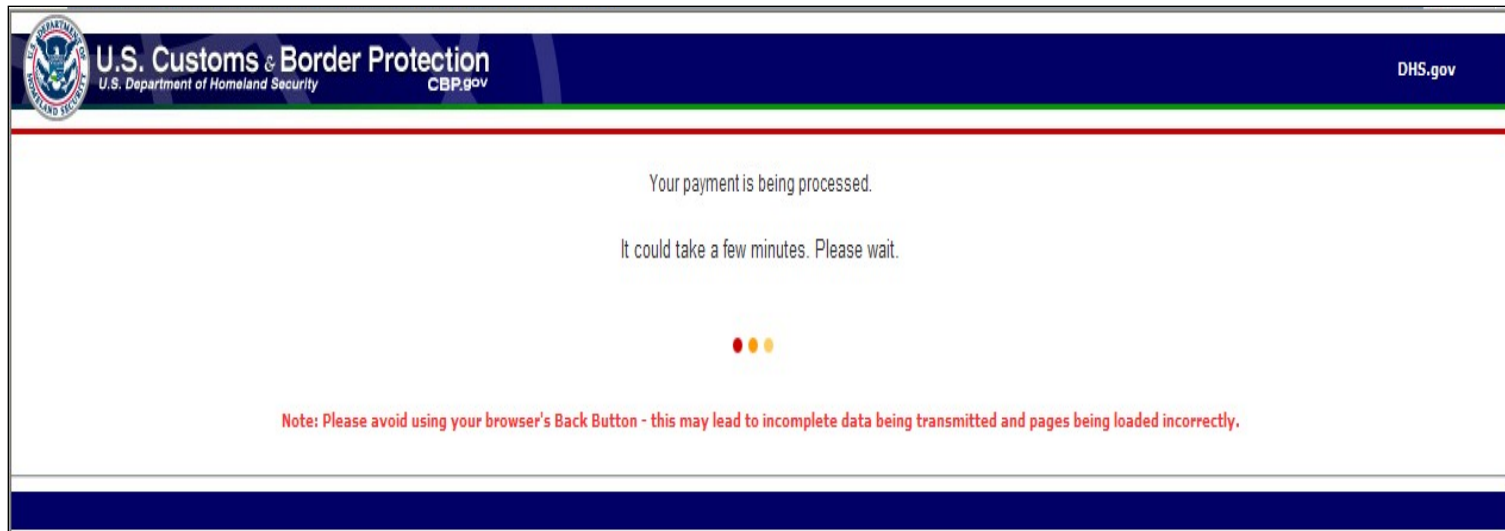 U.S. Customs & Border Protection
U.S. Department of Homeland Security CBP.gov
DHS.gov
Your payment is being processed.
It could take a few minutes. Please wait.
Note: Please avoid using your browser's Back Button - this may lead to incomplete data being transmitted and pages being loaded incorrectly.